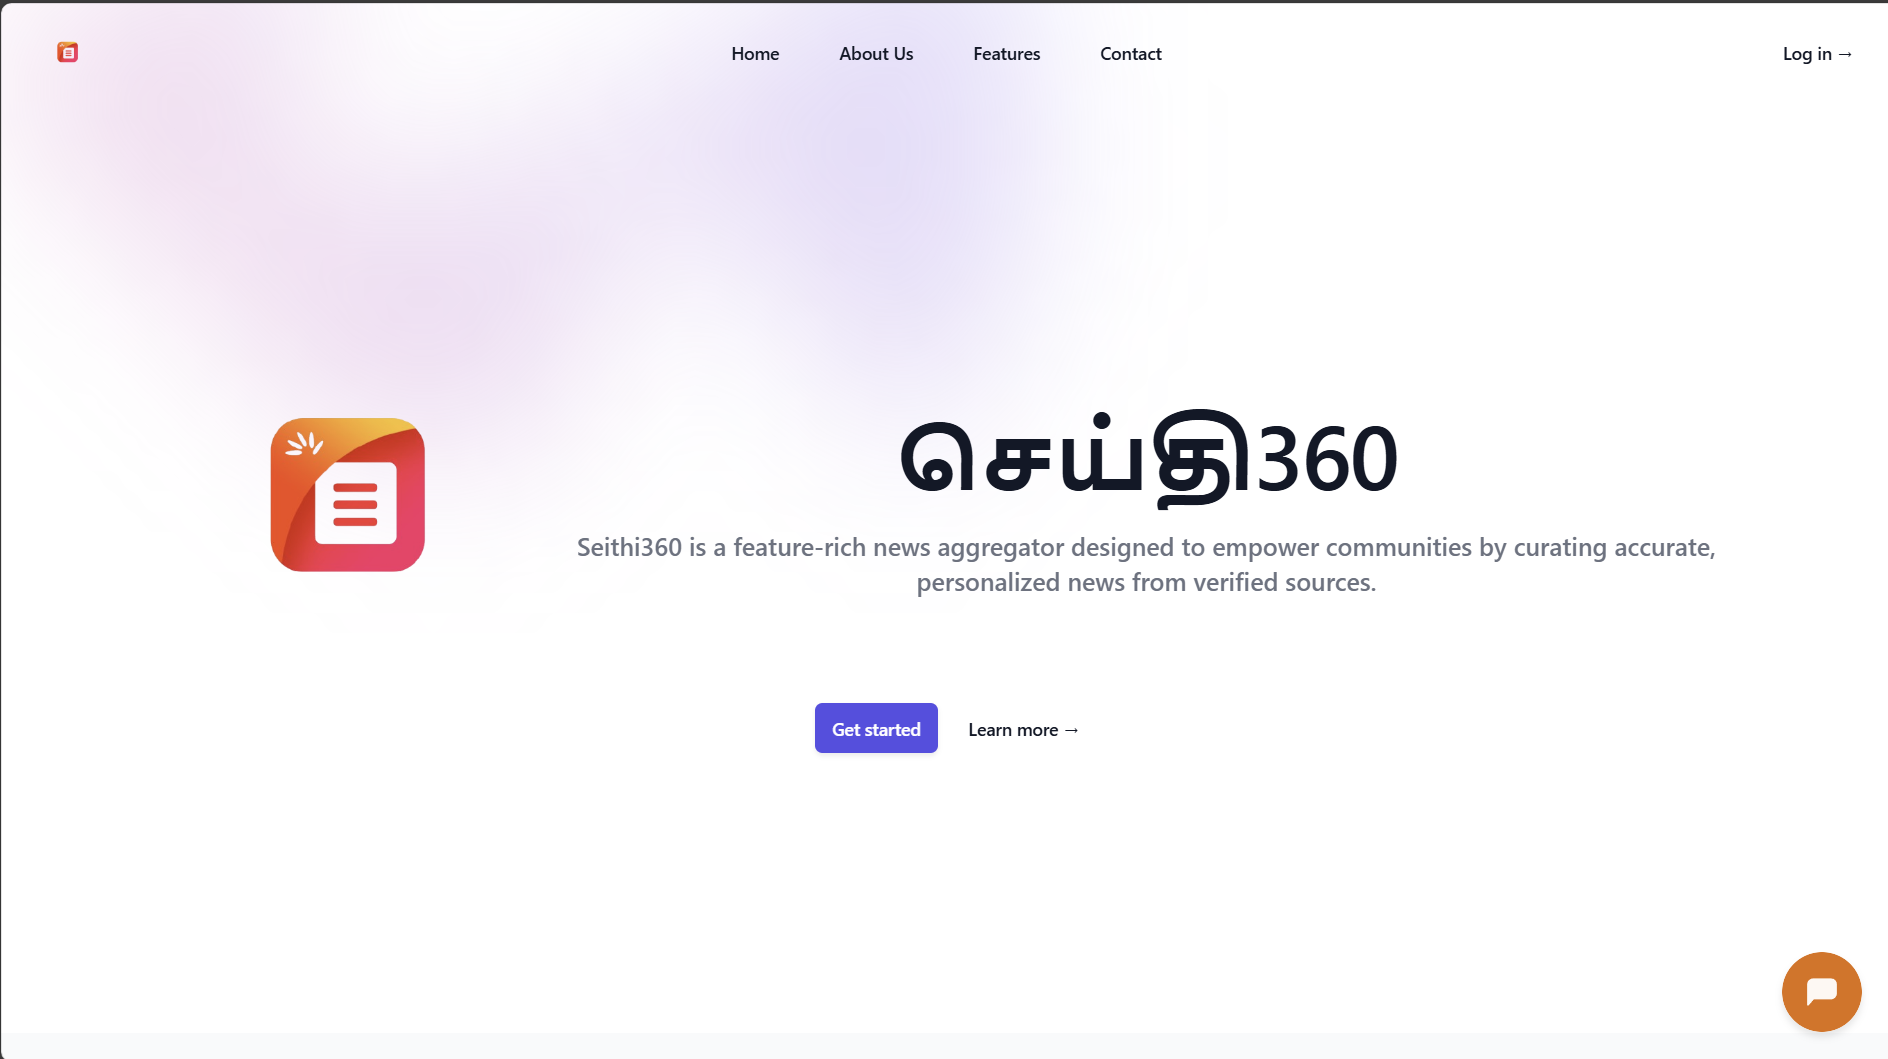 Home About Us Features Contact Log in →
செய்தி360
Seithi360 is a feature-rich news aggregator designed to empower communities by curating accurate,
personalized news from verified sources.
Get started Learn more →